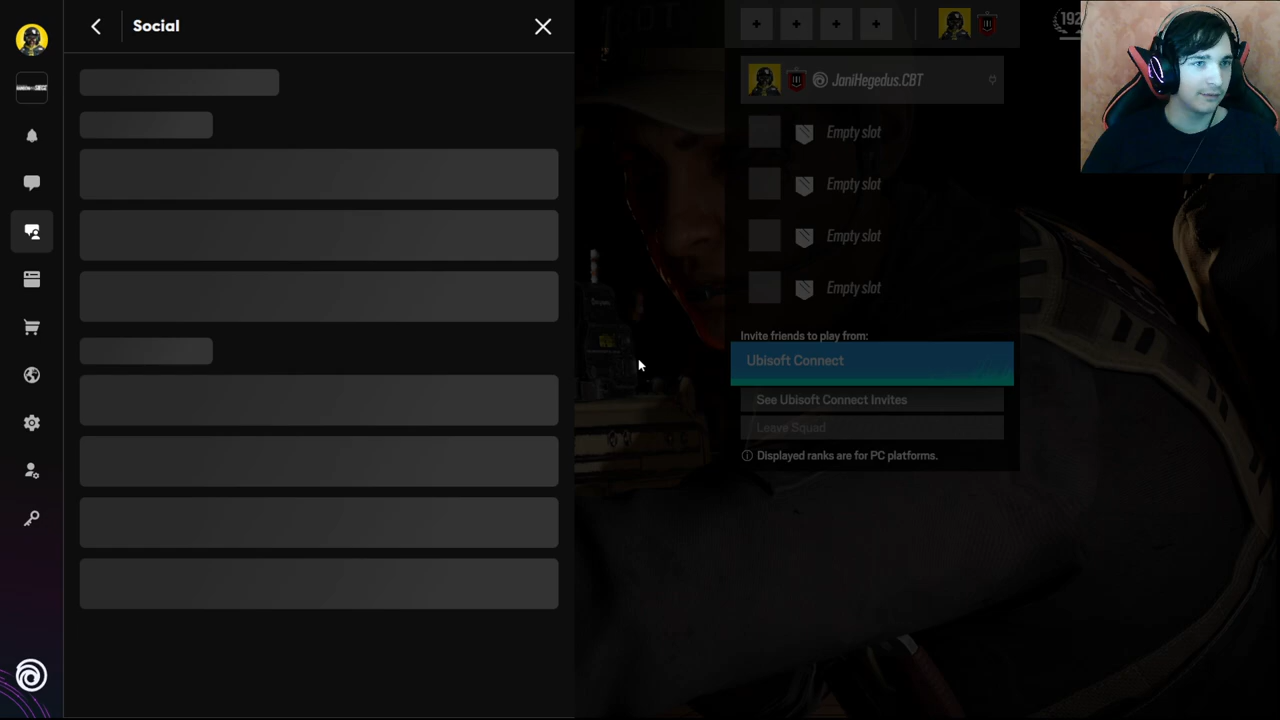 Social
192
JaniHegedus.CBT
Empty slot
Empty slot
Empty slot
Empty slot
Invite friends to play from:
Ubisoft Connect
See Ubisoft Connect Invites
Leave Squad
Displayed ranks are for PC platforms.